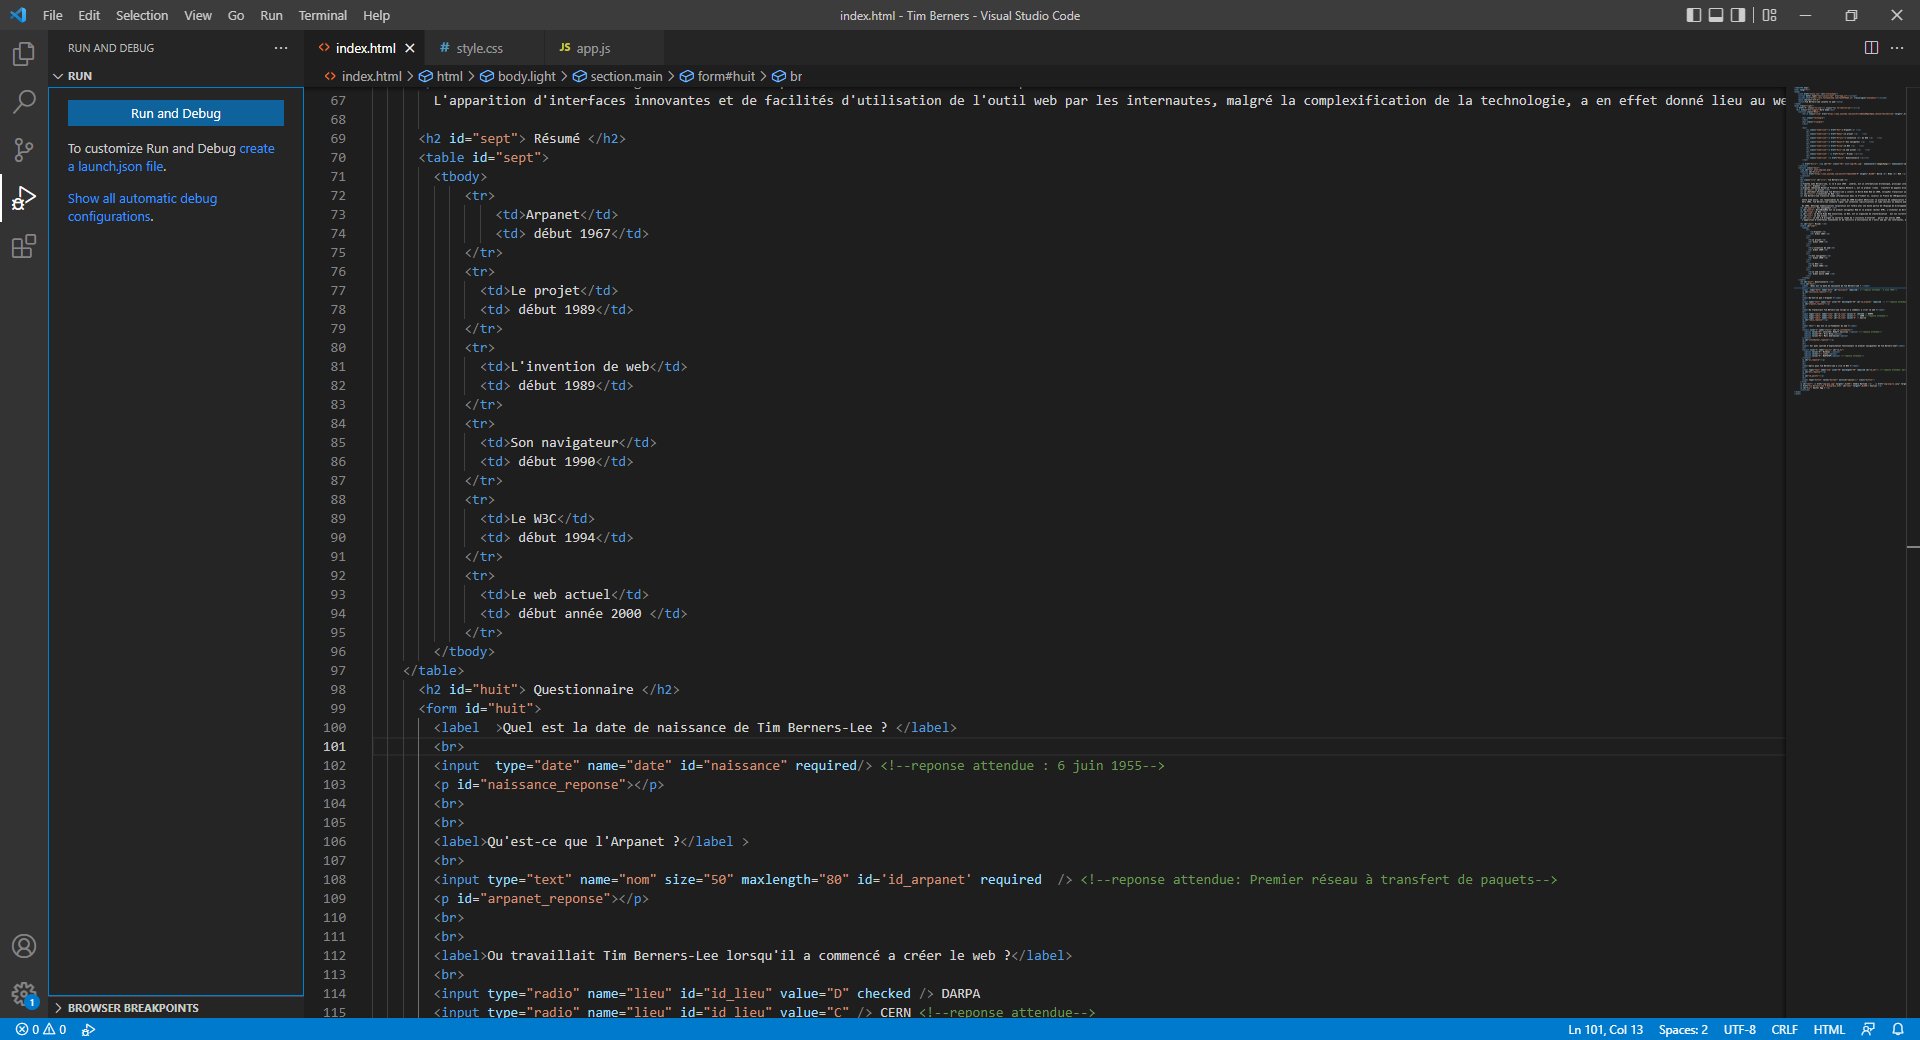 File Edit Selection View Go Run Terminal Help
index.html - Tim Berners - Visual Studio Code
RUN AND DEBUG
RUN
Run and Debug
To customize Run and Debug create
a launch.json file.
Show all automatic debug
configurations.
BROWSER BREAKPOINTS
index.html
# style.css
JS app.js
index.html > html > body.light > section.main > form#huit > br
67 L'apparition d'interfaces innovantes et de facilités d'utilisation de l'outil web par les internautes, malgré la complexification de la technologie, a en effet donné lieu au we
68
69 <h2 id="sept"> Résumé </h2>
70 <table id="sept">
71 <tbody>
72 <tr>
73 <td>Arpanet</td>
74 <td> début 1967</td>
75 </tr>
76 <tr>
77 <td>Le projet</td>
78 <td> début 1989</td>
79 </tr>
80 <tr>
81 <td>L'invention de web</td>
82 <td> début 1989</td>
83 </tr>
84 <tr>
85 <td>Son navigateur</td>
86 <td> début 1990</td>
87 </tr>
88 <tr>
89 <td>Le W3C</td>
90 <td> début 1994</td>
91 </tr>
92 <tr>
93 <td>Le web actuel</td>
94 <td> début année 2000 </td>
95 </tr>
96 </tbody>
97 </table>
98 <h2 id="huit"> Questionnaire </h2>
99 <form id="huit">
100 <label  >Quel est la date de naissance de Tim Berners-Lee ? </label>
101 <br>
102 <input  type="date" name="date" id="naissance" required/> <!--reponse attendue : 6 juin 1955-->
103 <p id="naissance_reponse"></p>
104 <br>
105 <br>
106 <label>Qu'est-ce que l'Arpanet ?</label >
107 <br>
108 <input type="text" name="nom" size="50" maxlength="80" id='id_arpanet' required  /> <!--reponse attendue: Premier réseau à transfert de paquets-->
109 <p id="arpanet_reponse"></p>
110 <br>
111 <br>
112 <label>Ou travaillait Tim Berners-Lee lorsqu'il a commencé a créer le web ?</label>
113 <br>
114 <input type="radio" name="lieu" id="id_lieu" value="D" checked /> DARPA
115 <input type="radio" name="lieu" id="id_lieu" value="C" /> CERN <!--reponse attendue-->
1
0 0
Ln 101, Col 13 Spaces: 2 UTF-8 CRLF HTML